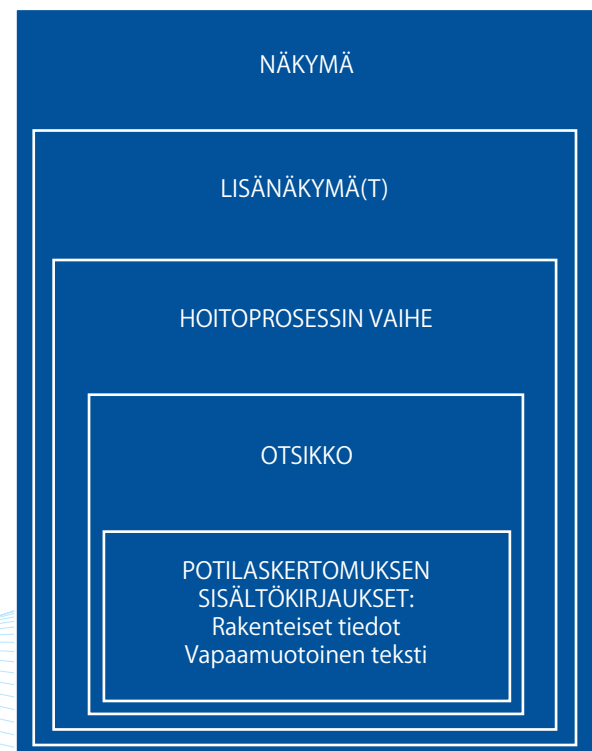 NÄKYMÄ
LISÄNÄKYMÄ(T)
HOITOPROSESSIN VAIHE
OTSIKKO
POTILASKERTOMUKSEN
SISÄLTÖKIRJAUKSET:
Rakenteiset tiedot
Vapaamuotoinen teksti